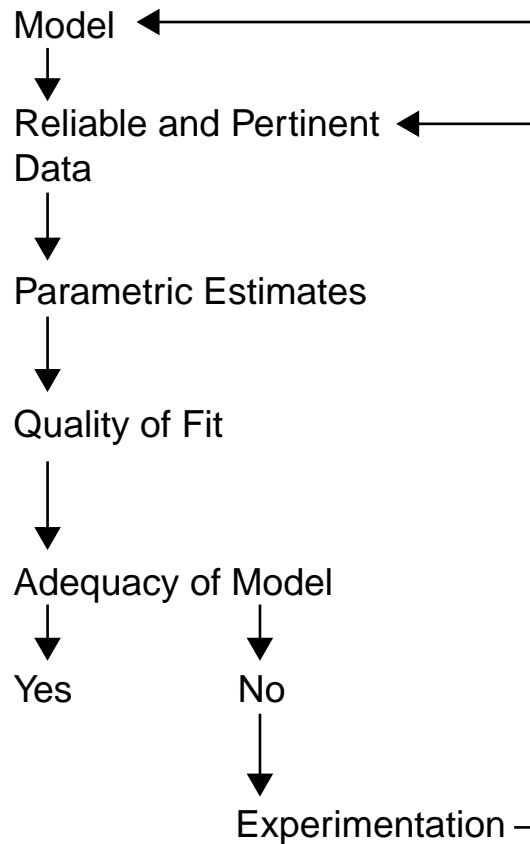 Model
Reliable and Pertinent
Data
Parametric Estimates
Quality of Fit
Adequacy of Model
Yes No
Experimentation